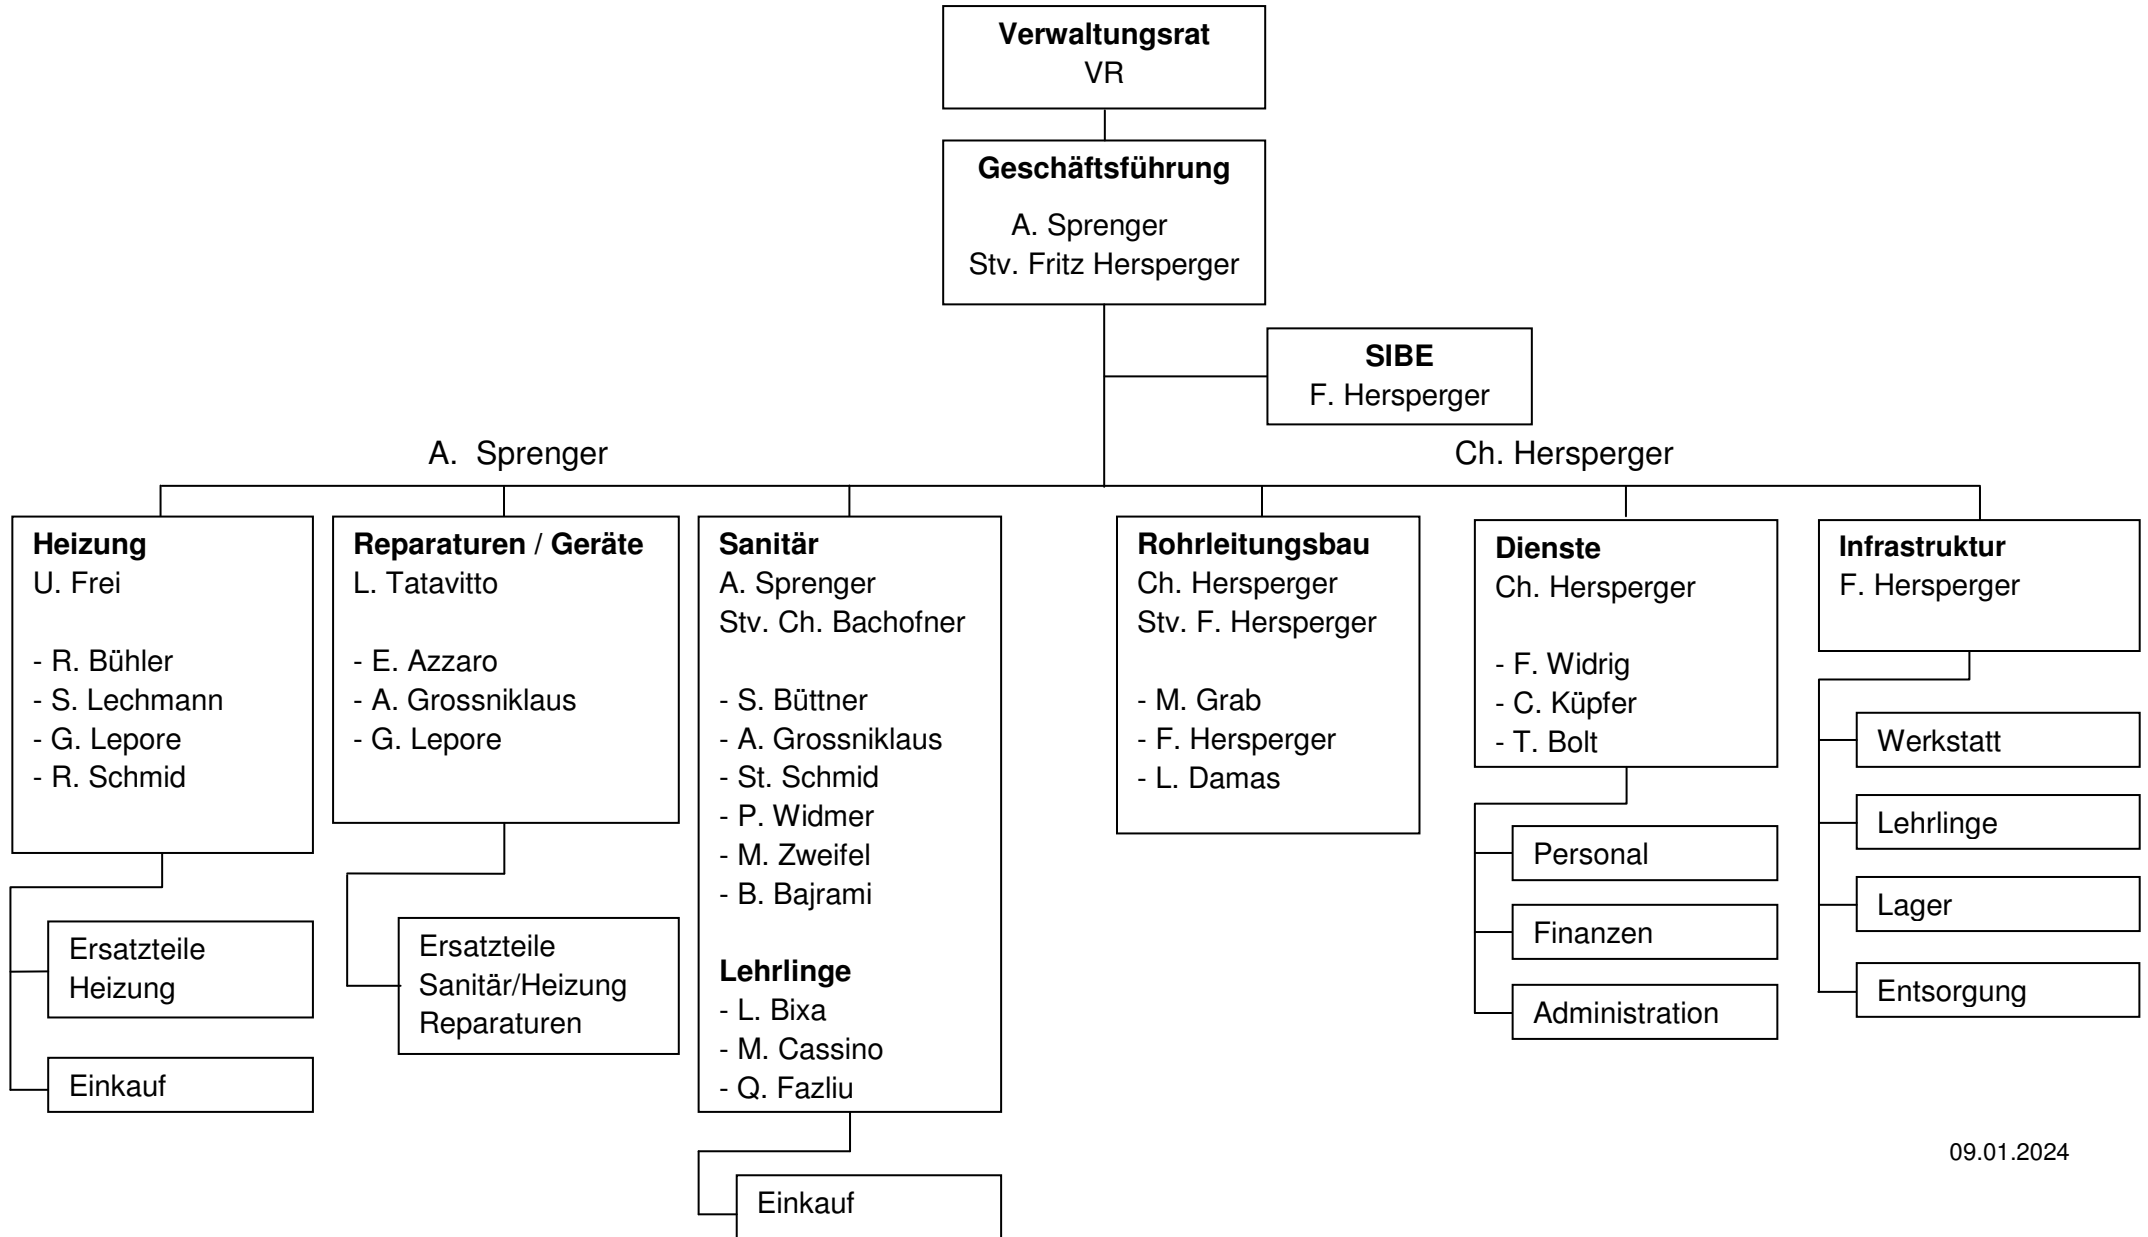 Verwaltungsrat
VR
Geschäftsführung
A. Sprenger
Stv. Fritz Hersperger
SIBE
F. Hersperger
A.  Sprenger
Ch. Hersperger
Heizung
U. Frei
- R. Bühler
- S. Lechmann
- G. Lepore
- R. Schmid
Ersatzteile
Heizung
Einkauf
Reparaturen / Geräte
L. Tatavitto
- E. Azzaro
- A. Grossniklaus
- G. Lepore
Ersatzteile
Sanitär/Heizung
Reparaturen
Sanitär
A. Sprenger
Stv. Ch. Bachofner
- S. Büttner
- A. Grossniklaus
- St. Schmid
- P. Widmer
- M. Zweifel
- B. Bajrami
Lehrlinge
- L. Bixa
- M. Cassino
- Q. Fazliu
Einkauf
Rohrleitungsbau
Ch. Hersperger
Stv. F. Hersperger
- M. Grab
- F. Hersperger
- L. Damas
Dienste
Ch. Hersperger
- F. Widrig
- C. Küpfer
- T. Bolt
Personal
Finanzen
Administration
Infrastruktur
F. Hersperger
Werkstatt
Lehrlinge
Lager
Entsorgung
09.01.2024